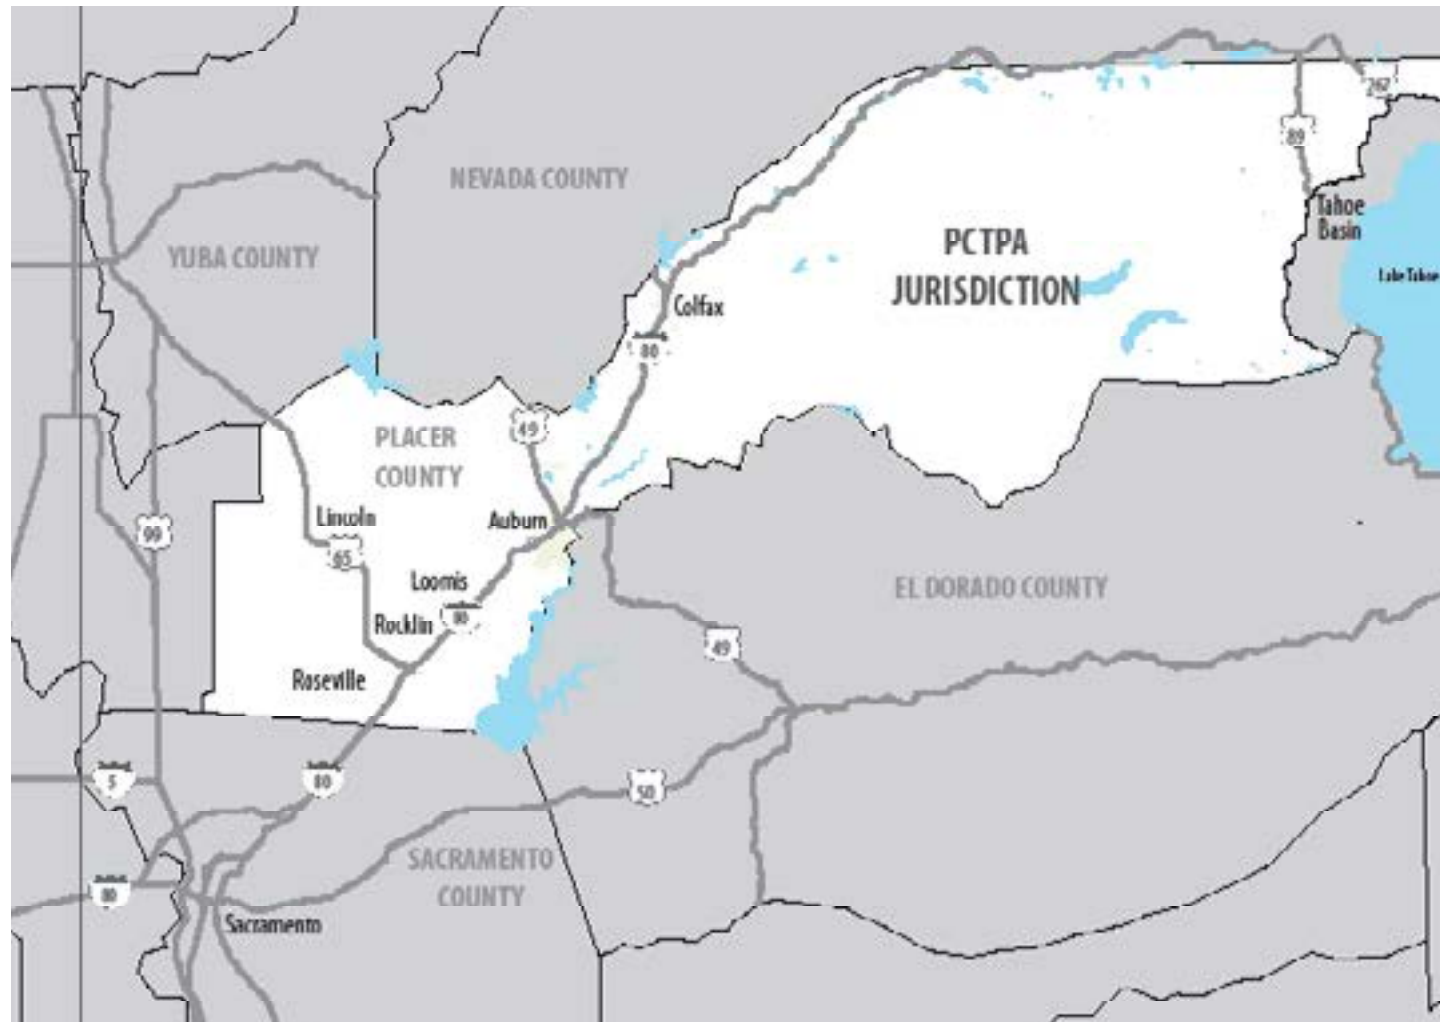 267
89
NEVADA COUNTY
Tahoe
Basin
PCTPA
JURISDICTION
YUBA COUNTY
Lake Tahoe
Colfax
80
49
PLACER
COUNTY
Lincoln
Auburn
99
65
Loomis
EL DORADO COUNTY
80
Rocklin
49
Roseville
5
80
50
SACRAMENTO
COUNTY
80
Sacramento